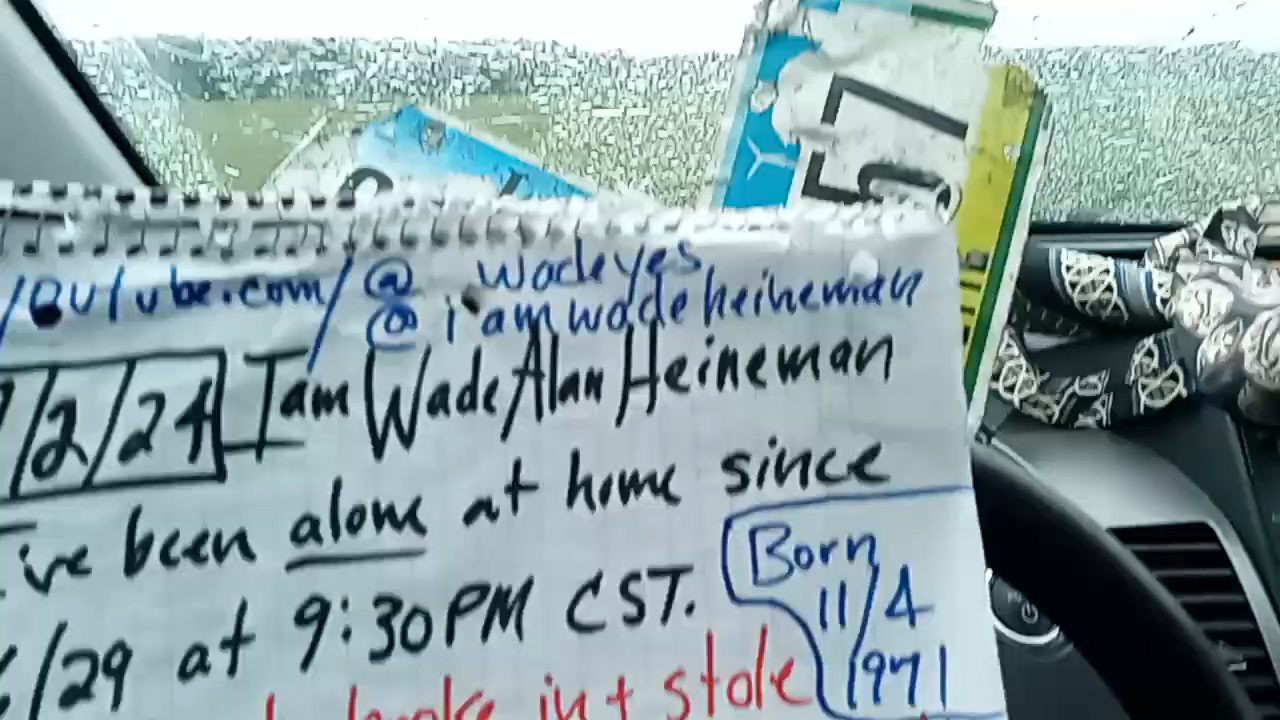 57
youtube.com/@wadeyes
@iamwadeheineman
/2/24 I am Wade Alan Heineman
I've been alone at home since
/29 at 9:30PM CST.
Born
11/4
1971
broke in + stole